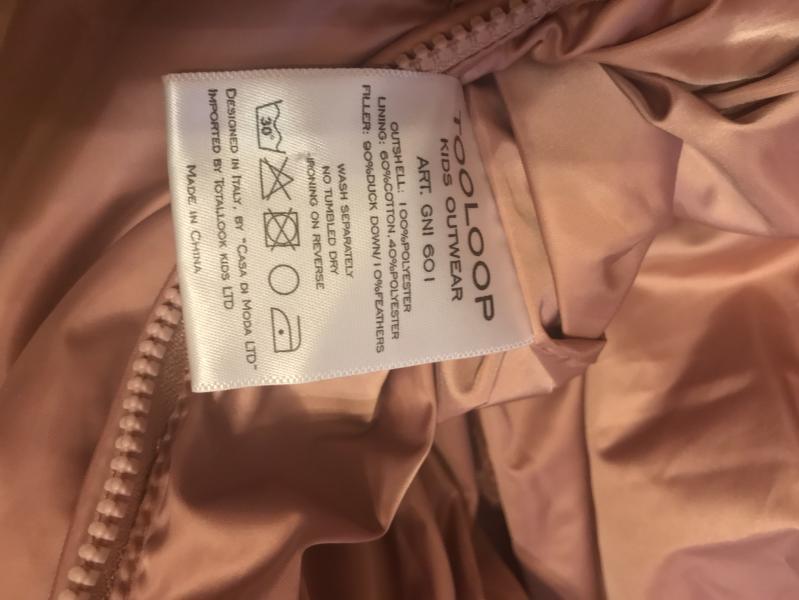 TOOLOOP
KIDS OUTWEAR
ART. GNI 601
OUTSHELL: 100%POLYESTER
LINING: 60%COTTON.40%POLYESTER
FILLER: 90%DUCK DOWN/10%FEATHERS
WASH SEPARATELY
NO TUMBLED DRY
IRONING ON REVERSE
30°
DESIGNED IN ITALY, BY "CASA DI MODA LTD"
IMPORTED BY TOTALLOOK KIDS LTD
MADE IN CHINA